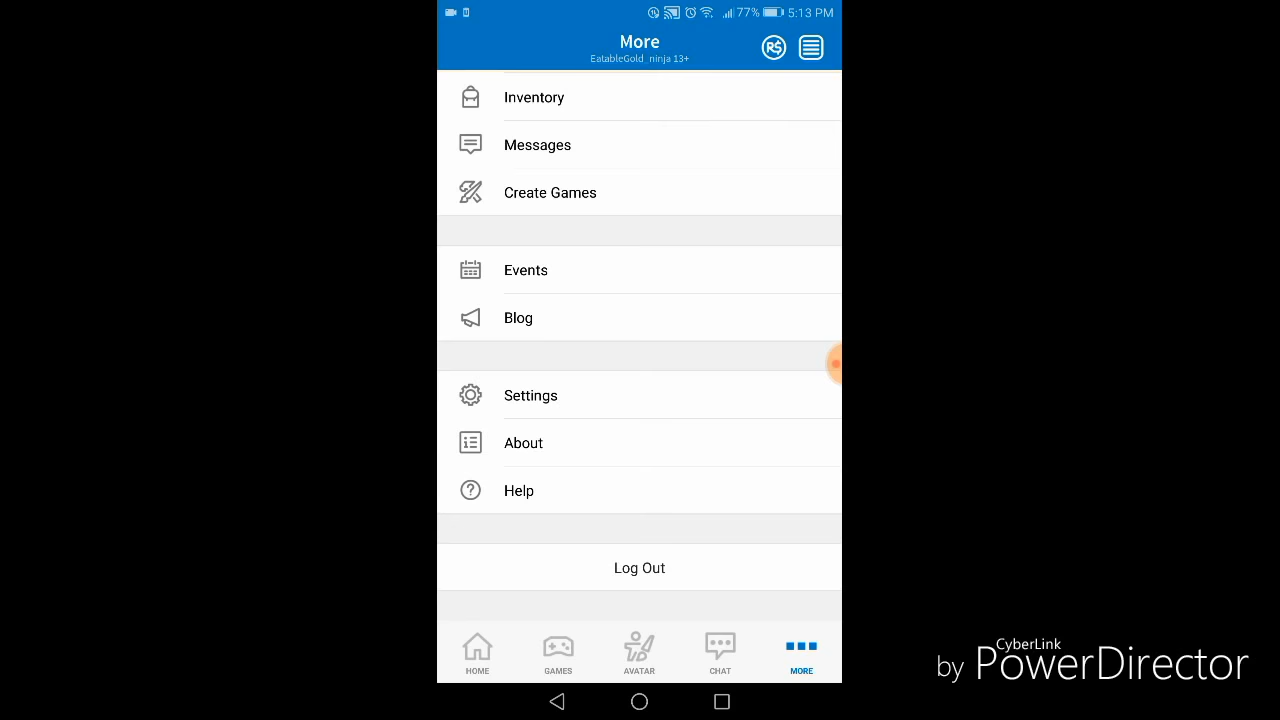 77% 5:13 PM
More
EatableGold_ninja 13+
R$
Inventory
Messages
Create Games
Events
Blog
Settings
About
Help
Log Out
HOME GAMES AVATAR CHAT MORE
CyberLink
by PowerDirector